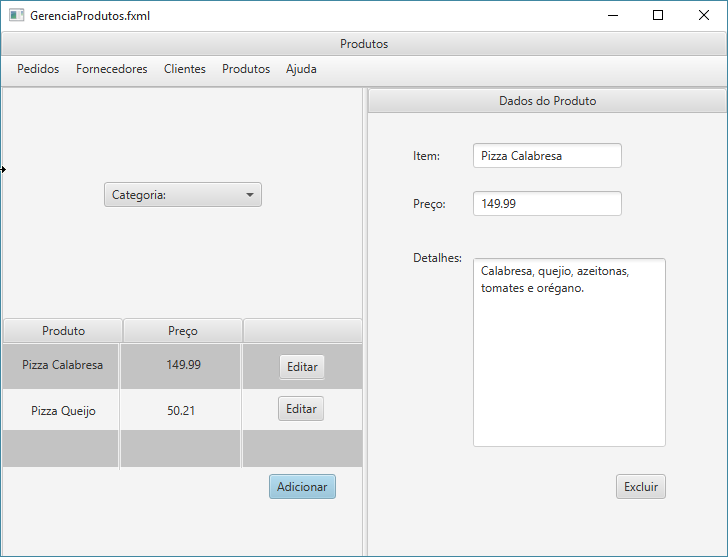 GerenciaProdutos.fxml
Produtos
Pedidos Fornecedores Clientes Produtos Ajuda
Categoria:
Produto Preço
Pizza Calabresa 149.99 Editar
Pizza Queijo 50.21 Editar
Adicionar
Dados do Produto
Item: Pizza Calabresa
Preço: 149.99
Detalhes: Calabresa, quejio, azeitonas,
tomates e orégano.
Excluir